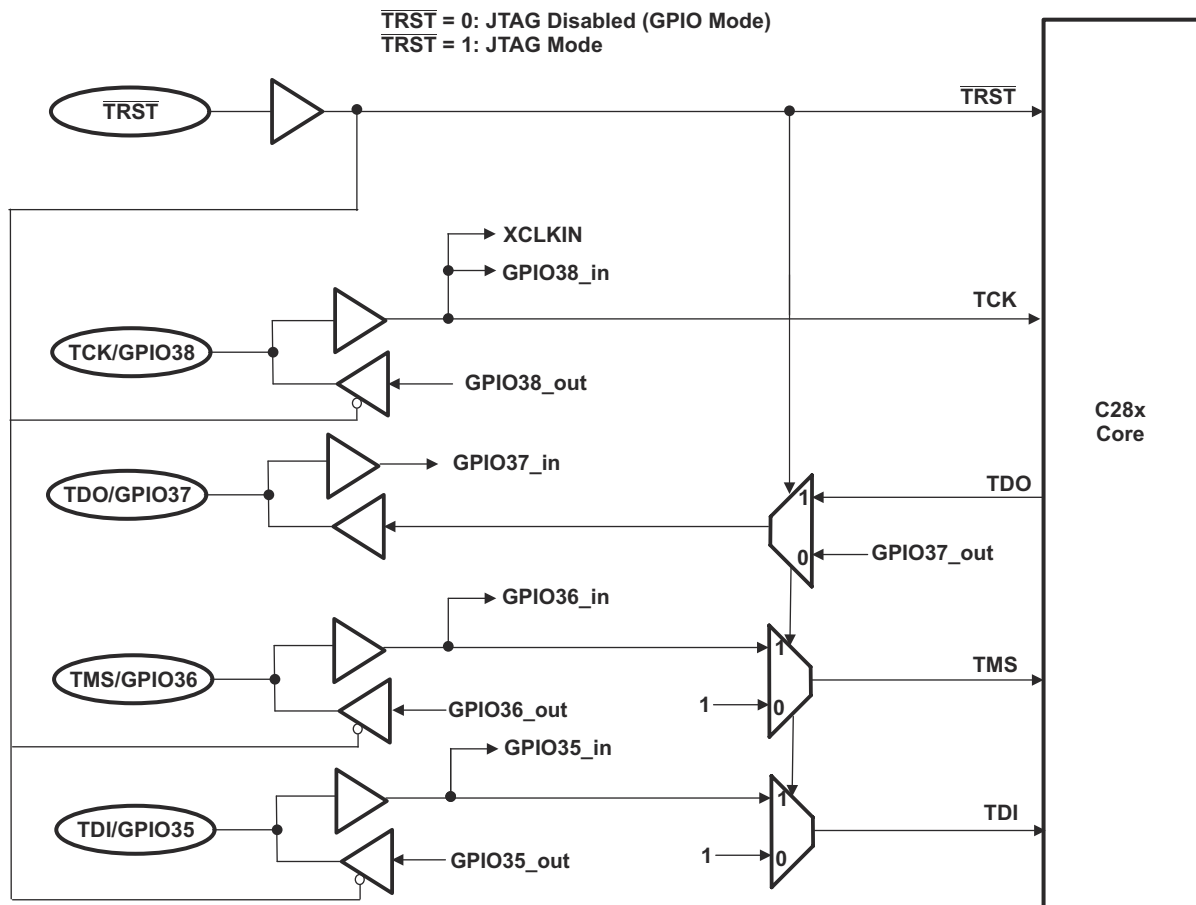 TRST = 0: JTAG Disabled (GPIO Mode)
TRST = 1: JTAG Mode
TRST
TRST
XCLKIN
GPIO38_in
TCK
TCK/GPIO38
GPIO38_out
C28x
Core
GPIO37_in
TDO/GPIO37
1
TDO
0
GPIO37_out
GPIO36_in
1
TMS/GPIO36
TMS
GPIO36_out
1
0
GPIO35_in
1
TDI/GPIO35
TDI
GPIO35_out
1
0